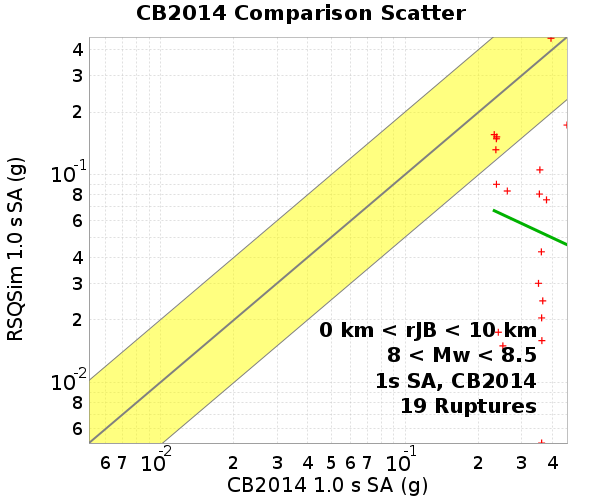 CB2014 Comparison Scatter
RSQSim 1.0 s SA (g)
4
3
2
10-1
8
6
4
3
2
10-2
8
6
0 km < rJB < 10 km
8 < Mw < 8.5
1s SA, CB2014
19 Ruptures
6 7 10-2 2 3 4 5 6 7 10-1 2 3 4
CB2014 1.0 s SA (g)